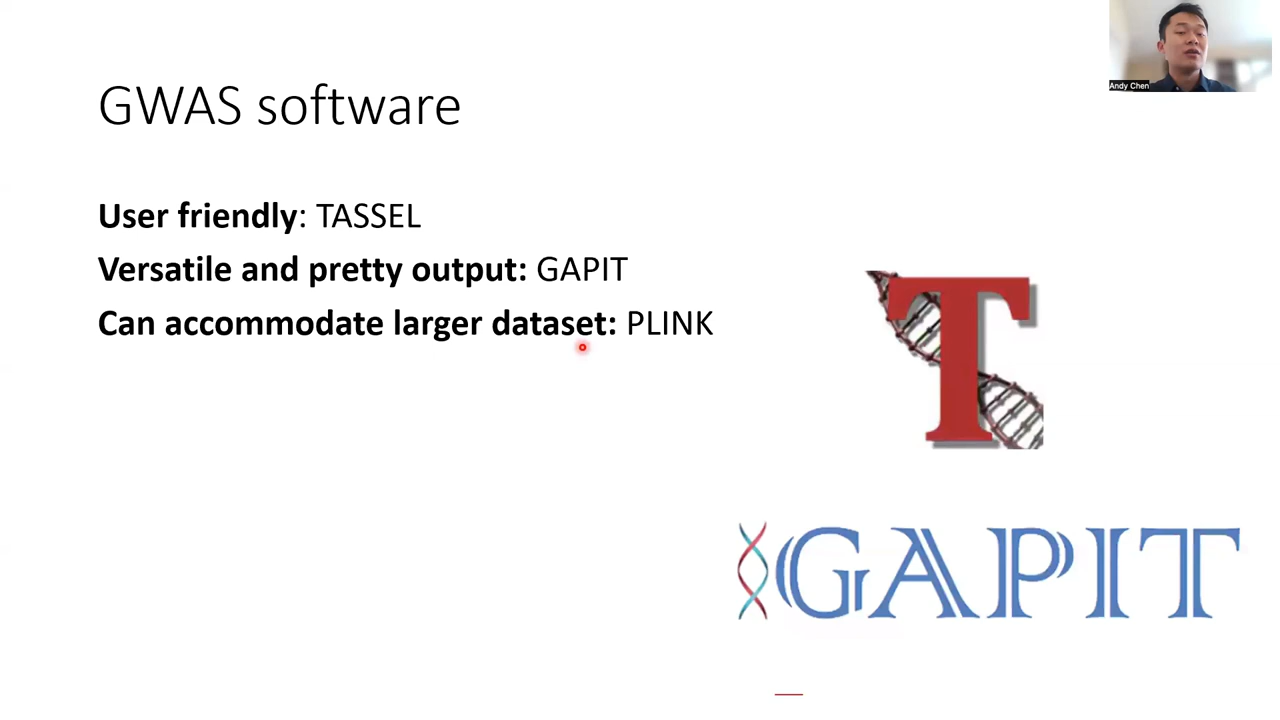 GWAS software
User friendly: TASSEL
Versatile and pretty output: GAPIT
Can accommodate larger dataset: PLINK
Andy Chen
T
GAPIT